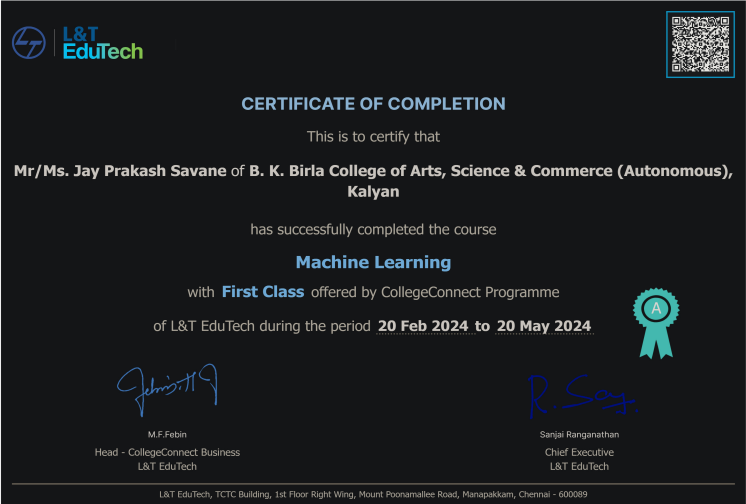 L&T
EduTech
CERTIFICATE OF COMPLETION
This is to certify that
Mr/Ms. Jay Prakash Savane of B. K. Birla College of Arts, Science & Commerce (Autonomous),
Kalyan
has successfully completed the course
Machine Learning
with First Class offered by CollegeConnect Programme
of L&T EduTech during the period 20 Feb 2024 to 20 May 2024
A
M.F.Febin
Head - CollegeConnect Business
L&T EduTech
Sanjai Ranganathan
Chief Executive
L&T EduTech
L&T EduTech, TCTC Building, 1st Floor Right Wing, Mount Poonamallee Road, Manapakkam, Chennai - 600089